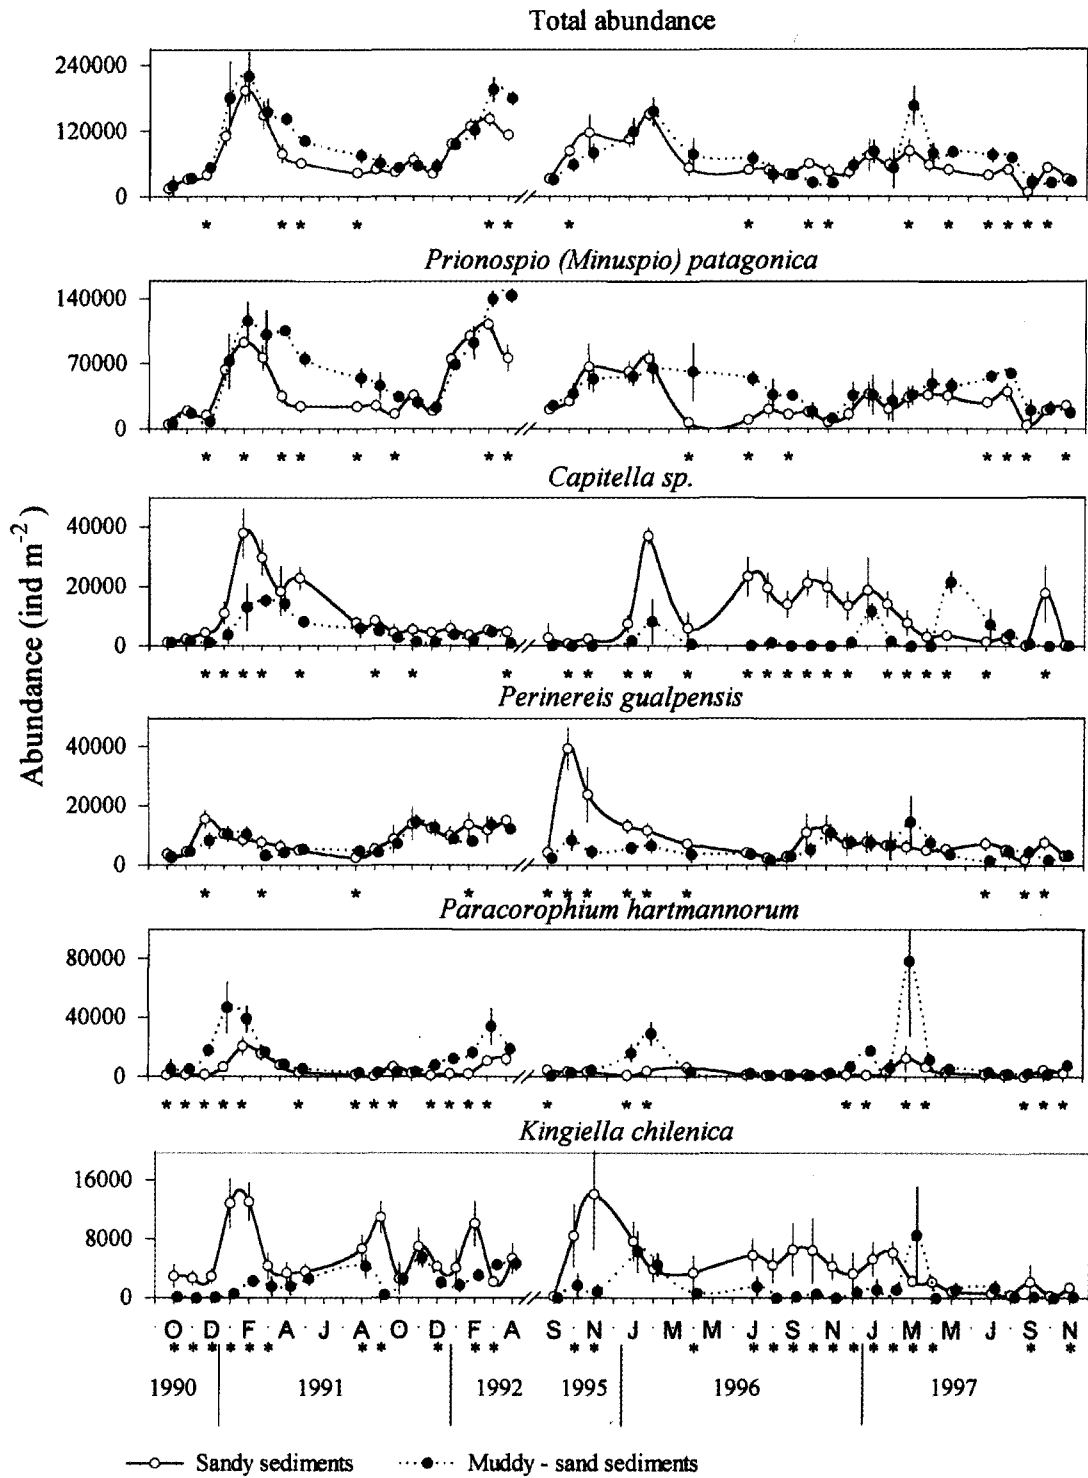 Total abundance
240000
120000
0
* * * * * * * * * * * * * * * *
Prionospio (Minuspio) patagonica
140000
70000
0
* * * * * * * * * * * * * *
Capitella sp.
40000
20000
0
* * * * * * * * * * * * * * * * * * * * * * * * *
Perinereis gualpensis
40000
20000
0
* * * * * * * * * * * * *
Paracorophium hartmannorum
80000
40000
0
* * * * * * * * * * * * * * * * * * * * * * *
Kingiella chilenica
16000
8000
0
Abundance (ind m-2)
O D F A J A O D F A S N J M M J S N J M M J S N
* * * * * * * * * * * * * * * * * * * * * * * * * *
1990 1991 1992 1995 1996 1997
Sandy sediments Muddy - sand sediments